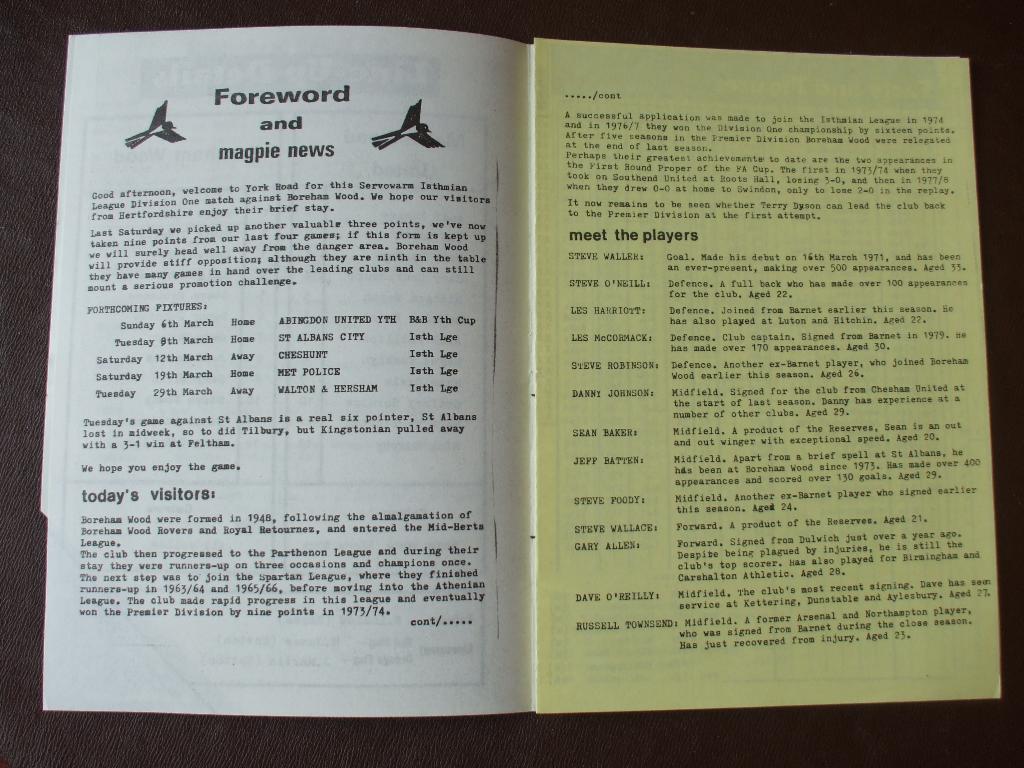 Foreword
and
magpie news
Good afternoon, welcome to York Road for this Servowarm Isthmian
League Division One match against Boreham Wood. We hope our visitors
from Hertfordshire enjoy their brief stay.
Last Saturday we picked up another valuable three points, we've now
taken nine points from our last four games; if this form is kept up
we will surely head well away from the danger area. Boreham Wood
will provide stiff opposition; although they are ninth in the table
they have many games in hand over the leading clubs and can still
mount a serious promotion challenge.
FORTHCOMING FIXTURES:
Sunday 6th March Home ABINGDON UNITED YTH B&B Yth Cup
Tuesday 8th March Home ST ALBANS CITY Isth Lge
Saturday 12th March Away CHESHUNT Isth Lge
Saturday 19th March Home MET POLICE Isth Lge
Tuesday 29th March Away WALTON & HERSHAM Isth Lge
Tuesday's game against St Albans is a real six pointer, St Albans
lost in midweek, so to did Tilbury, but Kingstonian pulled away
with a 3-1 win at Feltham.
We hope you enjoy the game.
today's visitors:
Boreham Wood were formed in 1948, following the almalgamation of
Boreham Wood Rovers and Royal Retournez, and entered the Mid-Herts
League.
The club then progressed to the Parthenon League and during their
stay they were runners-up on three occasions and champions once.
The next step was to join the Spartan League, where they finished
runners-up in 1963/64 and 1965/66, before moving into the Athenian
League. The club made rapid progress in this league and eventually
won the Premier Division by nine points in 1973/74.
cont/.....
...../cont
A successful application was made to join the Isthmian League in 1974
and in 1976/7 they won the Division One championship by sixteen points.
After five seasons in the Premier Division Boreham Wood were relegated
at the end of last season.
Perhaps their greatest achievements to date are the two appearances in
the First Round Proper of the FA Cup. The first in 1973/74 when they
took on Southend United at Roots Hall, losing 3-0, and then in 1977/8
when they drew 0-0 at home to Swindon, only to lose 2-0 in the replay.
It now remains to be seen whether Terry Dyson can lead the club back
to the Premier Division at the first attempt.
meet the players
STEVE WALLER: Goal. Made his debut on 16th March 1971, and has been
an ever-present, making over 500 appearances. Aged 33.
STEVE O'NEILL: Defence. A full back who has made over 100 appearances
for the club. Aged 22.
LES HARRIOTT: Defence. Joined from Barnet earlier this season. He
has also played at Luton and Hitchin. Aged 22.
LES McCORMACK: Defence. Club captain. Signed from Barnet in 1979. He
has made over 170 appearances. Aged 30.
STEVE ROBINSON: Defence. Another ex-Barnet player, who joined Boreham
Wood earlier this season. Aged 26.
DANNY JOHNSON: Midfield. Signed for the club from Chesham United at
the start of last season. Danny has experience at a
number of other clubs. Aged 29.
SEAN BAKER: Midfield. A product of the Reserves, Sean is an out
and out winger with exceptional speed. Aged 20.
JEFF BATTEN: Midfield. Apart from a brief spell at St Albans, he
has been at Boreham Wood since 1973. Has made over 400
appearances and scored over 130 goals. Aged 29.
STEVE FOODY: Midfield. Another ex-Barnet player who signed earlier
this season. Aged 24.
STEVE WALLACE: Forward. A product of the Reserves. Aged 21.
GARY ALLEN: Forward. Signed from Dulwich just over a year ago.
Despite being plagued by injuries, he is still the
club's top scorer. Has also played for Birmingham and
Carshalton Athletic. Aged 28.
DAVE O'REILLY: Midfield. The club's most recent signing. Dave has seen
service at Kettering, Dunstable and Aylesbury. Aged 27.
RUSSELL TOWNSEND: Midfield. A former Arsenal and Northampton player,
who was signed from Barnet during the close season.
Has just recovered from injury. Aged 23.